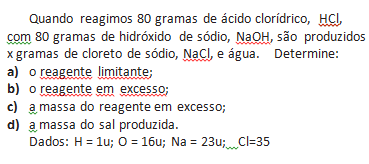 Quando reagimos 80 gramas de ácido clorídrico, HCl,
com 80 gramas de hidróxido de sódio, NaOH, são produzidos
x gramas de cloreto de sódio, NaCl, e água. Determine:
a) o reagente limitante;
b) o reagente em excesso;
c) a massa do reagente em excesso;
d) a massa do sal produzida.
Dados: H = 1u; O = 16u; Na = 23u; Cl=35